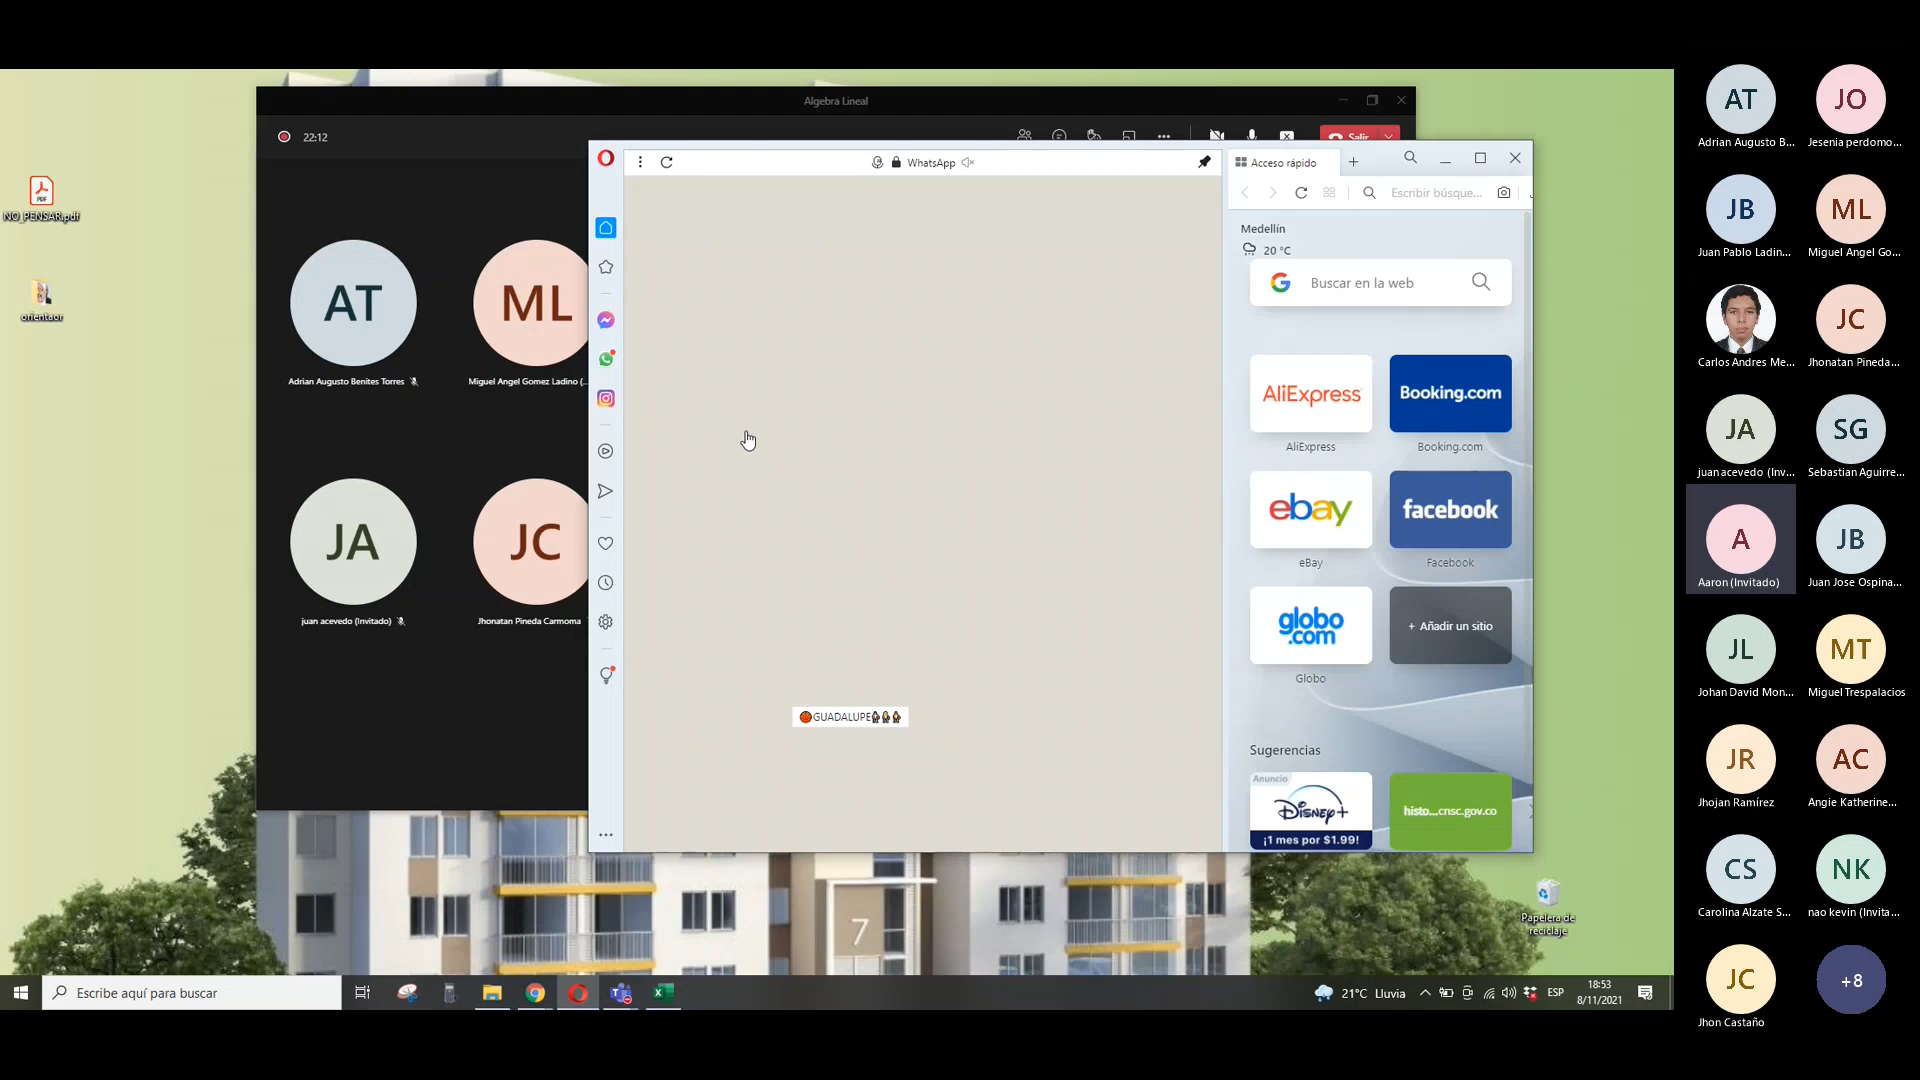 Algebra Lineal
22:12
Salir
NO_PENSAR.pdf
orientaor
AT
Adrian Augusto Benites Torres
ML
Miguel Angel Gomez Ladino (...
JA
juan acevedo (Invitado)
JC
Jhonatan Pineda Carmona
WhatsApp
GUADALUPE
Acceso rápido
Escribir búsque...
Medellín
20 °C
Buscar en la web
AliExpress
AliExpress
Booking.com
Booking.com
ebay
eBay
facebook
Facebook
globo
.com
Globo
+ Añadir un sitio
Sugerencias
Anuncio
Disney+
¡1 mes por $1.99!
histo...cnsc.gov.co
7
Papelera de
reciclaje
Escribe aquí para buscar
21°C Lluvia
ESP
18:53
8/11/2021
AT
Adrian Augusto B...
JO
Jesenia perdomo...
JB
Juan Pablo Ladin...
ML
Miguel Angel Go...
Carlos Andres Me...
JC
Jhonatan Pineda...
JA
juan acevedo (Inv...
SG
Sebastian Aguirre...
A
Aaron (Invitado)
JB
Juan Jose Ospina...
JL
Johan David Mon...
MT
Miguel Trespalacios
JR
Jhojan Ramírez
AC
Angie Katherine...
CS
Carolina Alzate S...
NK
nao kevin (Invita...
JC
Jhon Castaño
+8